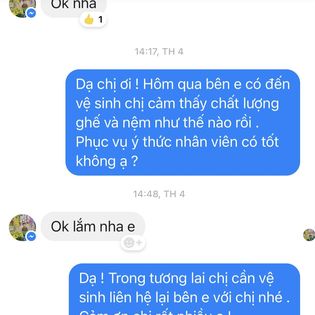 Ok nha
1
14:17, TH 4
Dạ chị ơi ! Hôm qua bên e có đến
vệ sinh chị cảm thấy chất lượng
ghế và nệm như thế nào rồi .
Phục vụ ý thức nhân viên có tốt
không ạ ?
14:48, TH 4
Ok lắm nha e
Dạ ! Trong tương lai chị cần vệ
sinh liên hệ lại bên e với chị nhé .